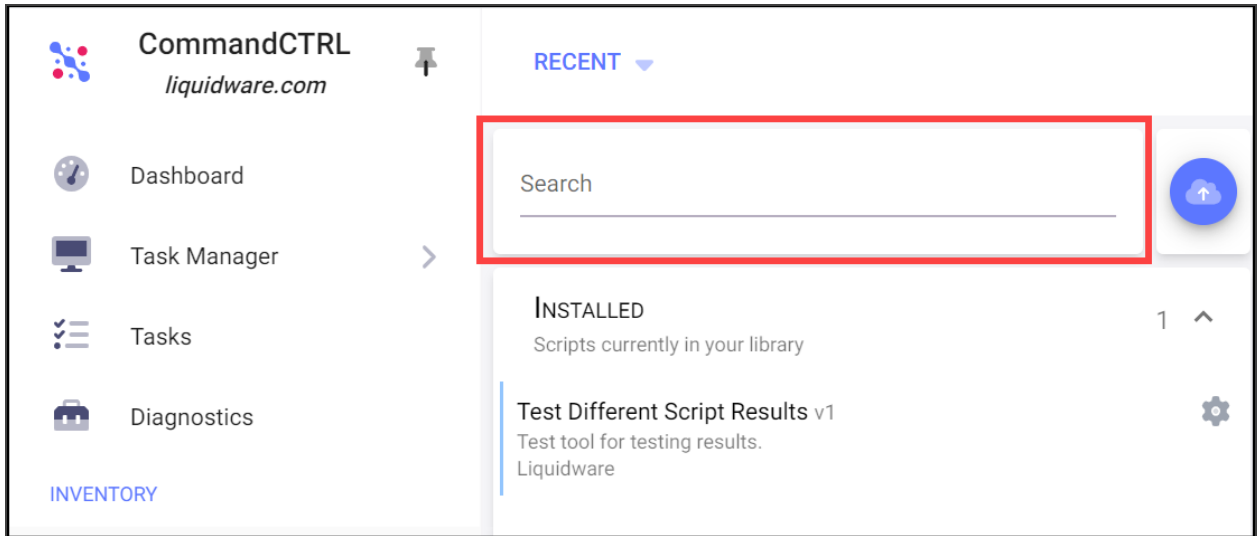 CommandCTRL
liquidware.com
Dashboard
Task Manager
Tasks
Diagnostics
INVENTORY
RECENT
Search
INSTALLED
1
Scripts currently in your library
Test Different Script Results v1
Test tool for testing results.
Liquidware